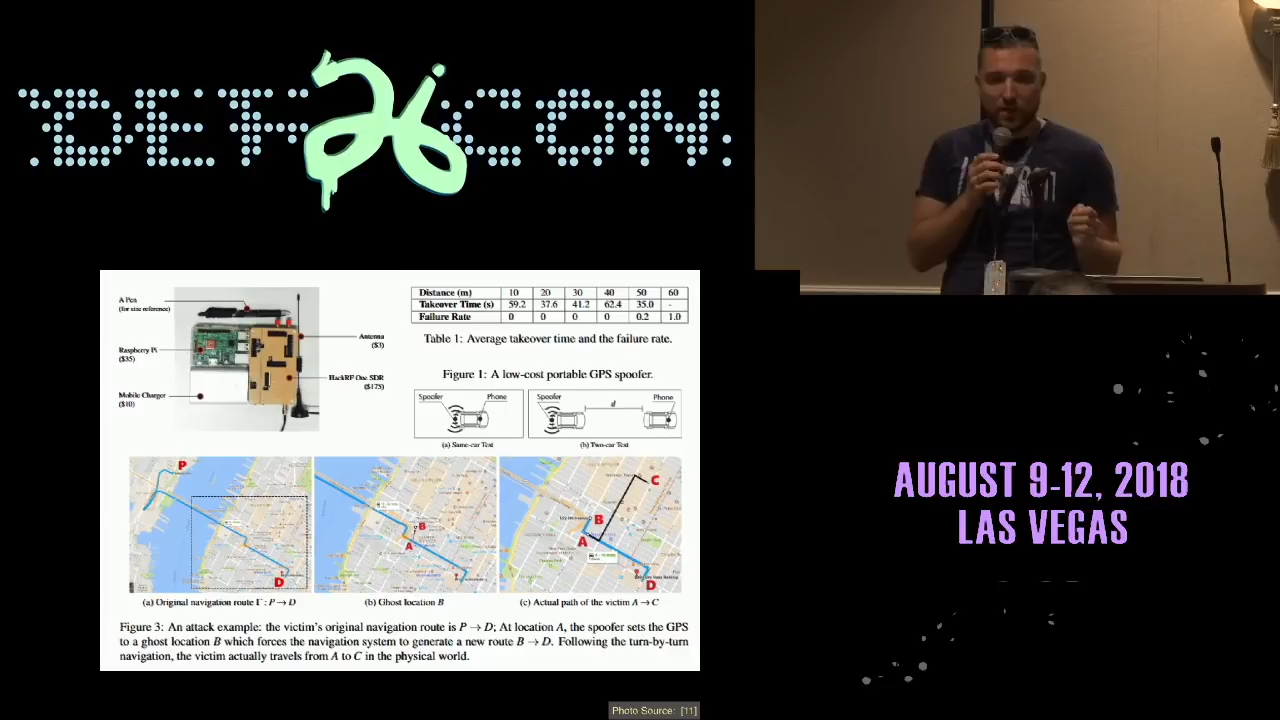 DEF CON
26
A Pen
(for size reference)
Raspberry Pi
($35)
Mobile Charger
($10)
Antenna
($3)
HackRF One SDR
($175)
Distance (m) 10 20 30 40 50 60
Takeover Time (s) 59.2 37.6 41.2 62.4 35.0 -
Failure Rate 0 0 0 0 0.2 1.0
Table 1: Average takeover time and the failure rate.
Figure 1: A low-cost portable GPS spoofer.
Spoofer Phone
(a) Same-car Test
Spoofer d Phone
(b) Two-car Test
P
D
B
A
C
B
A
D
(a) Original navigation route Γ: P → D
(b) Ghost location B
(c) Actual path of the victim A → C
Figure 3: An attack example: the victim's original navigation route is P → D; At location A, the spoofer sets the GPS
to a ghost location B which forces the navigation system to generate a new route B → D. Following the turn-by-turn
navigation, the victim actually travels from A to C in the physical world.
Photo Source: [11]
AUGUST 9-12, 2018
LAS VEGAS